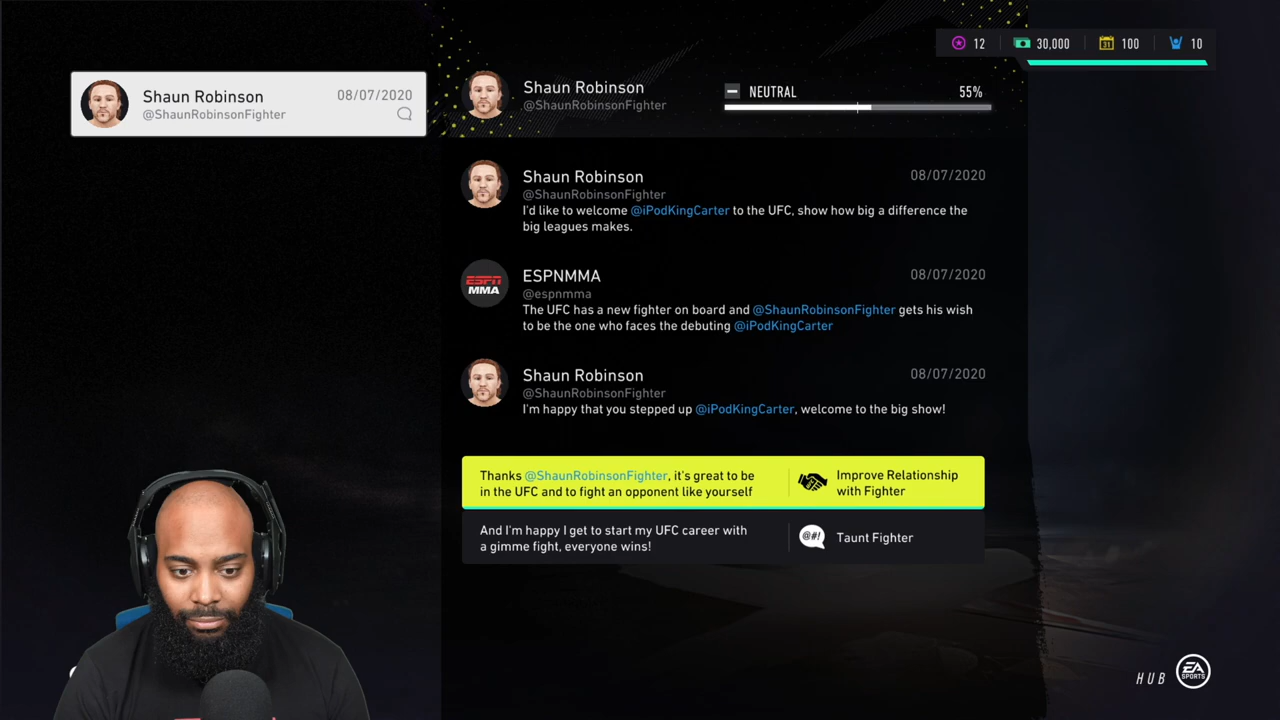 12
30,000
31
100
10
Shaun Robinson
08/07/2020
@ShaunRobinsonFighter
Shaun Robinson
@ShaunRobinsonFighter
NEUTRAL
55%
Shaun Robinson
08/07/2020
@ShaunRobinsonFighter
I'd like to welcome @iPodKingCarter to the UFC, show how big a difference the
big leagues makes.
ESPN
MMA
ESPNMMA
08/07/2020
@espnmma
The UFC has a new fighter on board and @ShaunRobinsonFighter gets his wish
to be the one who faces the debuting @iPodKingCarter
Shaun Robinson
08/07/2020
@ShaunRobinsonFighter
I'm happy that you stepped up @iPodKingCarter, welcome to the big show!
Thanks @ShaunRobinsonFighter, it's great to be
in the UFC and to fight an opponent like yourself
Improve Relationship
with Fighter
And I'm happy I get to start my UFC career with
a gimme fight, everyone wins!
@#!
Taunt Fighter
HUB
EA
SPORTS